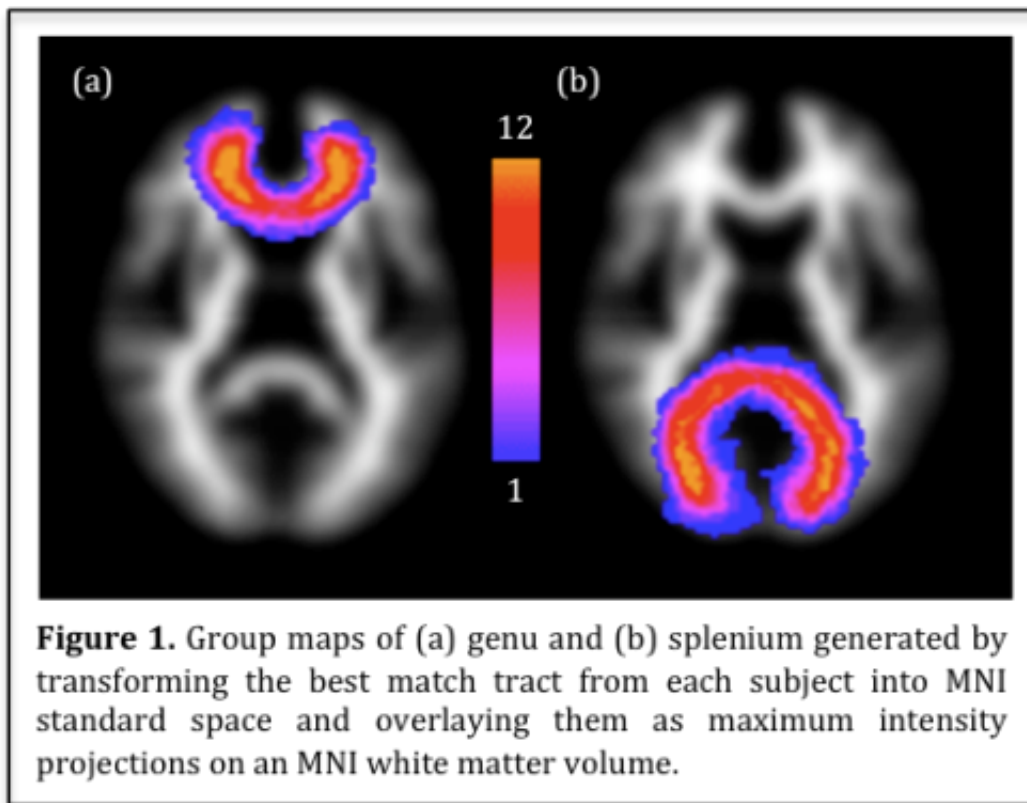 (a)
(b)
12
1
Figure 1. Group maps of (a) genu and (b) splenium generated by
transforming the best match tract from each subject into MNI
standard space and overlaying them as maximum intensity
projections on an MNI white matter volume.